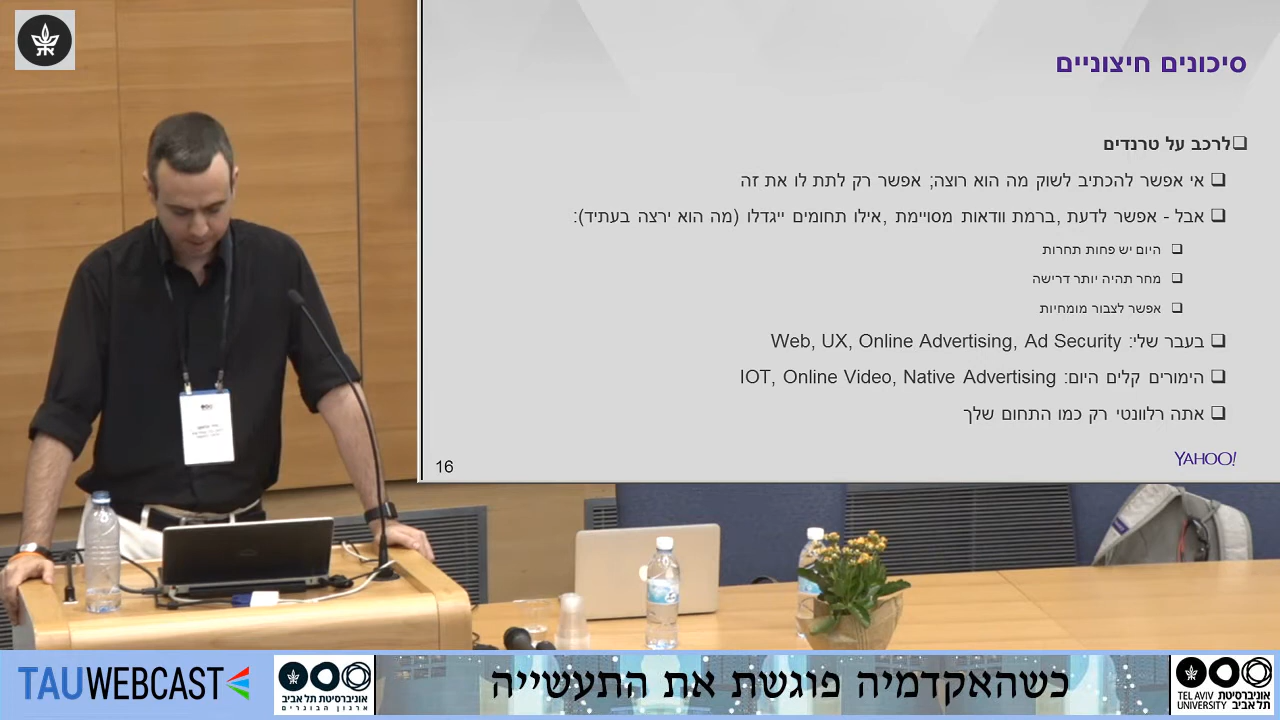 סיכונים חיצוניים
לרכב על טרנדים
אי אפשר להכתיב לשוק מה הוא רוצה; אפשר רק לתת לו את זה
אבל - אפשר לדעת ,ברמת וודאות מסויימת ,אילו תחומים ייגדלו (מה הוא ירצה בעתיד):
היום יש פחות תחרות
מחר תהיה יותר דרישה
אפשר לצבור מומחיות
בעבר שלי: Web, UX, Online Advertising, Ad Security
הימורים קלים היום: IOT, Online Video, Native Advertising
אתה רלוונטי רק כמו התחום שלך
16
YAHOO!
TAUWEBCAST
אוניברסיטת תל אביב
ארגון הבוגרים
כשהאקדמיה פוגשת את התעשייה
TEL AVIV UNIVERSITY
אוניברסיטת תל אביב